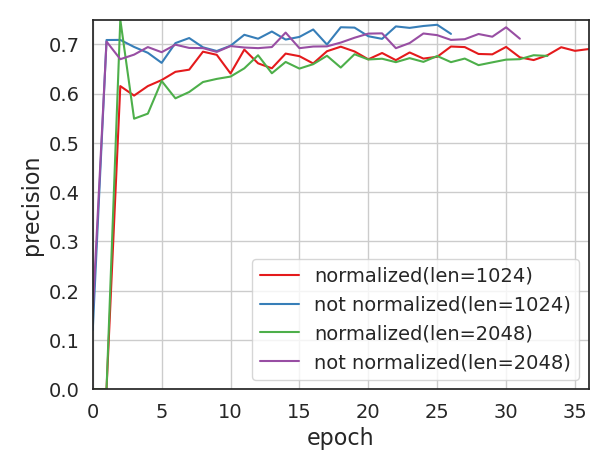 precision
0.7
0.6
0.5
0.4
0.3
0.2
0.1
0.0
normalized(len=1024)
not normalized(len=1024)
normalized(len=2048)
not normalized(len=2048)
0 5 10 15 20 25 30 35
epoch